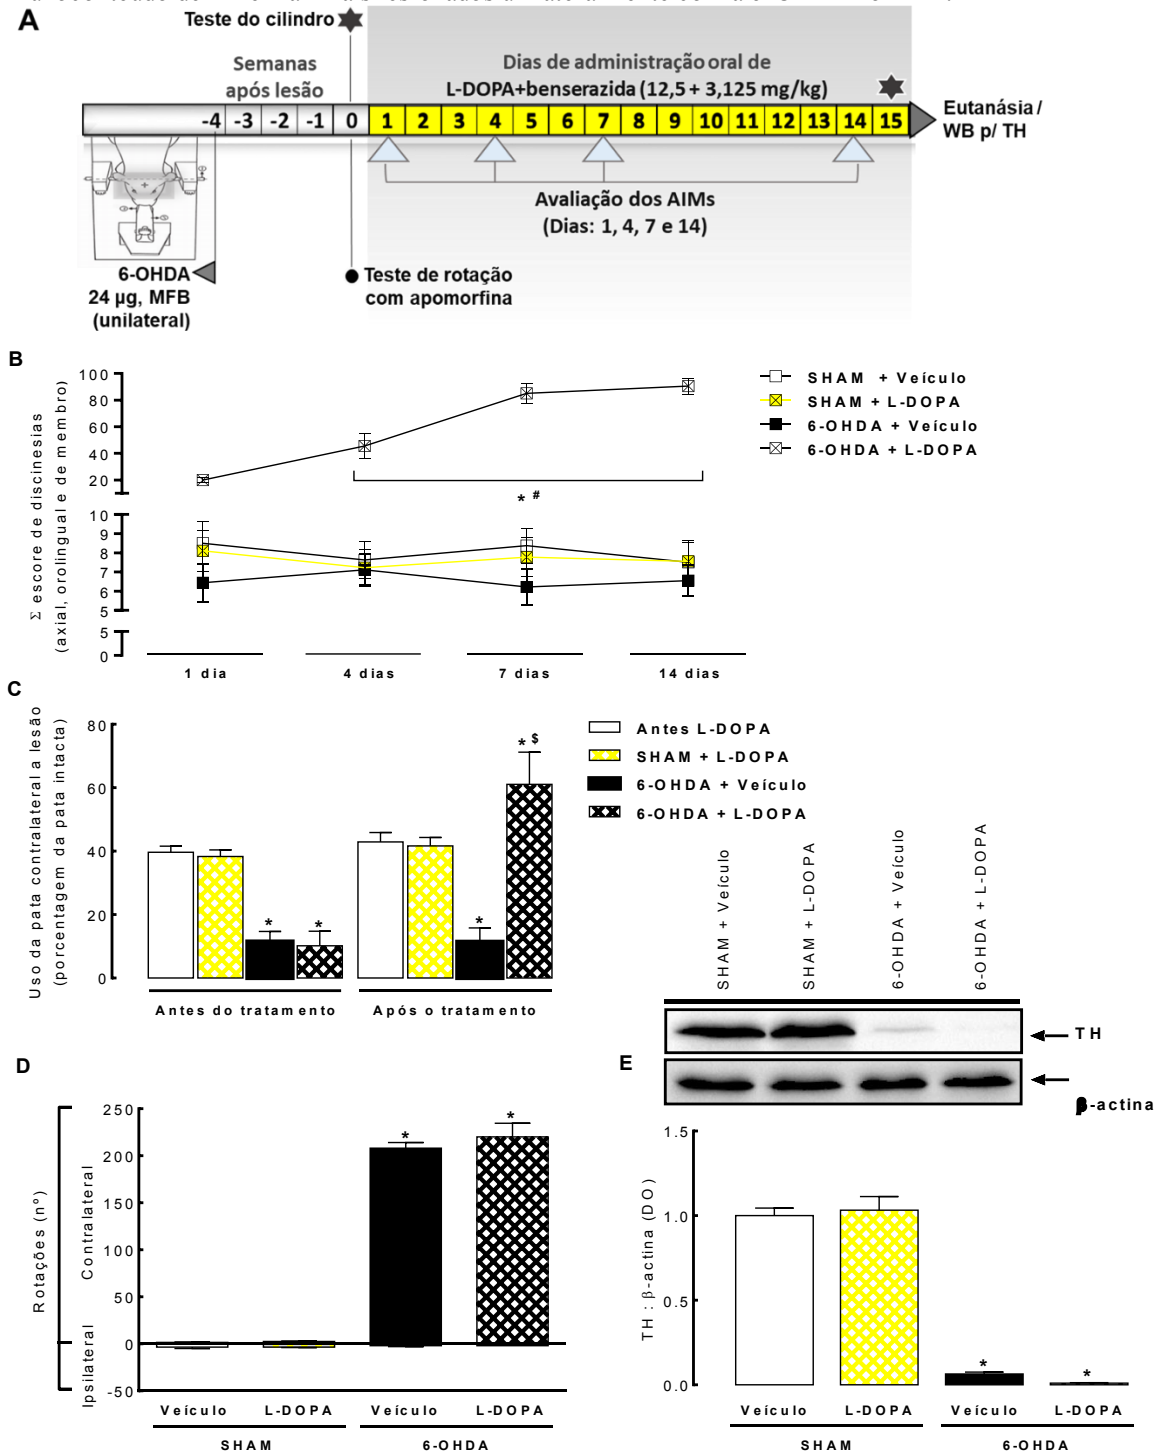 A
Teste do cilindro
Semanas
após lesão
Dias de administração oral de
L-DOPA+benserazida (12,5 + 3,125 mg/kg)
-4 -3 -2 -1 0 1 2 3 4 5 6 7 8 9 10 11 12 13 14 15
Eutanásia /
WB p/ TH
Avaliação dos AIMs
(Dias: 1, 4, 7 e 14)
6-OHDA
24 µg, MFB
(unilateral)
Teste de rotação
com apomorfina
B
Σ escore de discinesias
(axial, orolingual e de membro)
100
80
60
40
20
10
9
8
7
6
5
5
0
* #
1 dia
4 dias
7 dias
14 dias
SHAM + Veículo
SHAM + L-DOPA
6-OHDA + Veículo
6-OHDA + L-DOPA
C
Uso da pata contralateral a lesão
(porcentagem da pata intacta)
80
60
40
20
0
* * * * $
Antes do tratamento
Após o tratamento
Antes L-DOPA
SHAM + L-DOPA
6-OHDA + Veículo
6-OHDA + L-DOPA
D
Rotações (nº)
Contralateral
Ipsilateral
250
200
150
100
50
0
-50
* *
Veículo L-DOPA Veículo L-DOPA
SHAM 6-OHDA
E
SHAM + Veículo
SHAM + L-DOPA
6-OHDA + Veículo
6-OHDA + L-DOPA
TH
β-actina
TH : β-actina (DO)
1.5
1.0
0.5
0.0
* *
Veículo L-DOPA Veículo L-DOPA
SHAM 6-OHDA